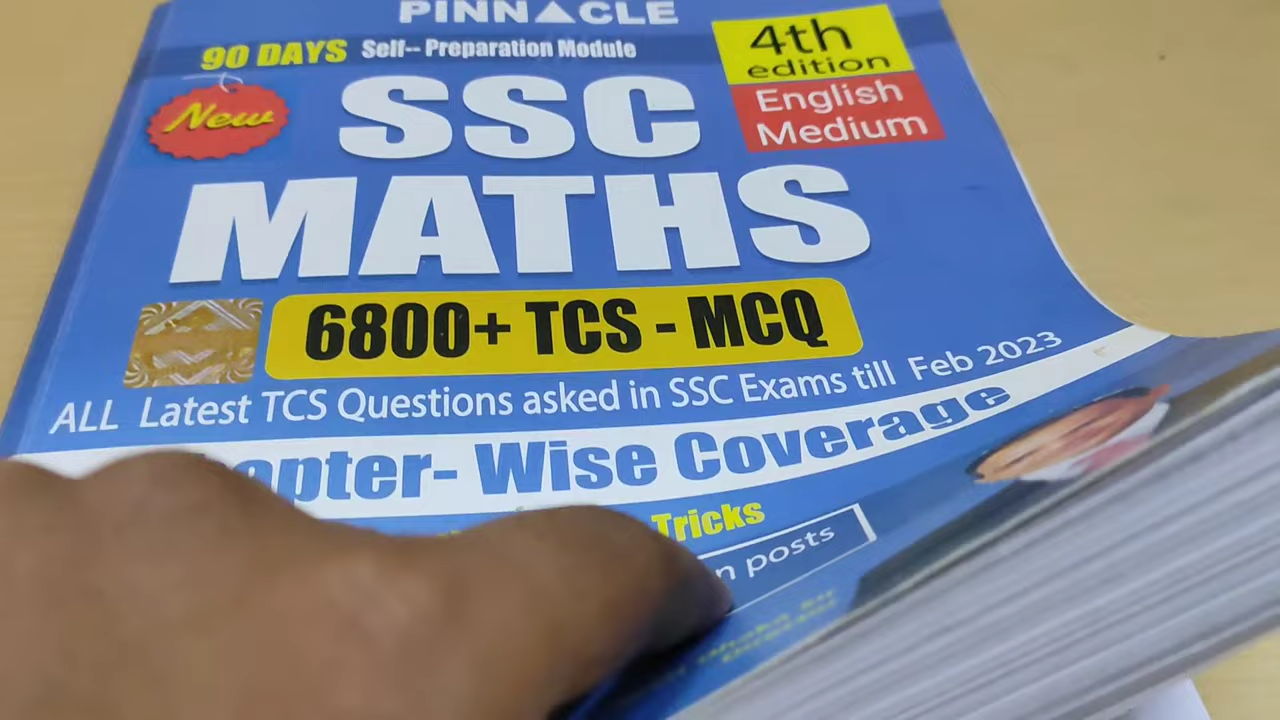 PINNACLE
90 DAYS Self-- Preparation Module
4th
edition
English
Medium
New
SSC
MATHS
6800+ TCS - MCQ
ALL Latest TCS Questions asked in SSC Exams till Feb 2023
Wise Coverage
Tricks
posts